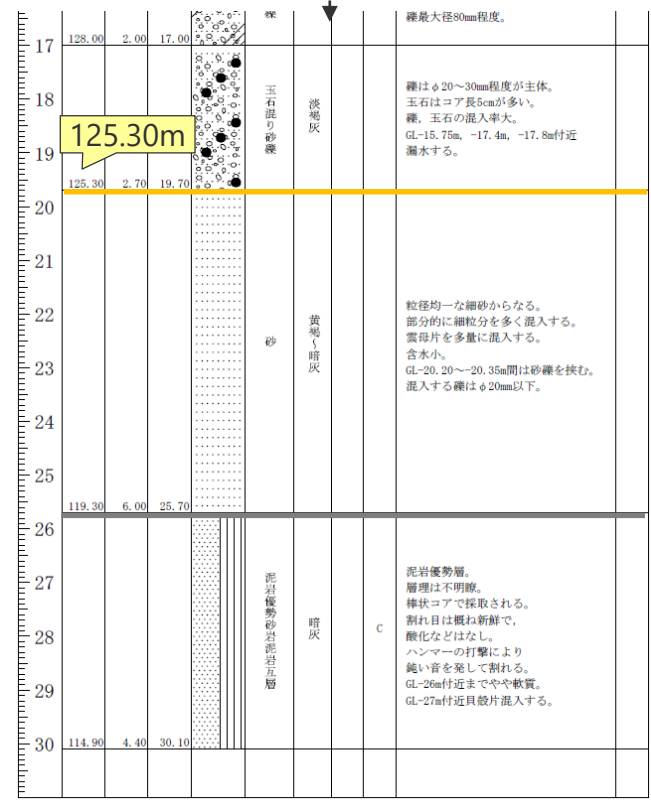 礫
礫最大径80mm程度。
17
128.00 2.00 17.00
礫はφ20～30mm程度が主体。
玉石はコア長5cmが多い。
礫, 玉石の混入率大。
GL-15.75m, -17.4m, -17.8m付近
漏水する。
玉石混り砂礫
淡褐灰
18
125.30m
19
125.30 2.70 19.70
20
21
22
23
24
25
砂
黄褐～暗灰
粒径均一な細砂からなる。
部分的に細粒分を多く混入する。
雲母片を多量に混入する。
含水小。
GL-20.20～-20.35m間は砂礫を挟む。
混入する礫はφ20mm以下。
119.30 6.00 25.70
26
27
28
29
泥岩優勢砂岩泥岩互層
暗灰
C
泥岩優勢層。
層理は不明瞭。
棒状コアで採取される。
割れ目は概ね新鮮で,
酸化などはなし。
ハンマーの打撃により
鈍い音を発して割れる。
GL-26m付近までやや軟質。
GL-27m付近貝殻片混入する。
30
114.90 4.40 30.10